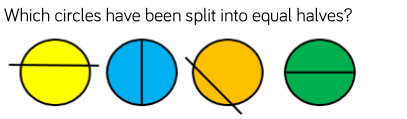 Which circles have been split into equal halves?